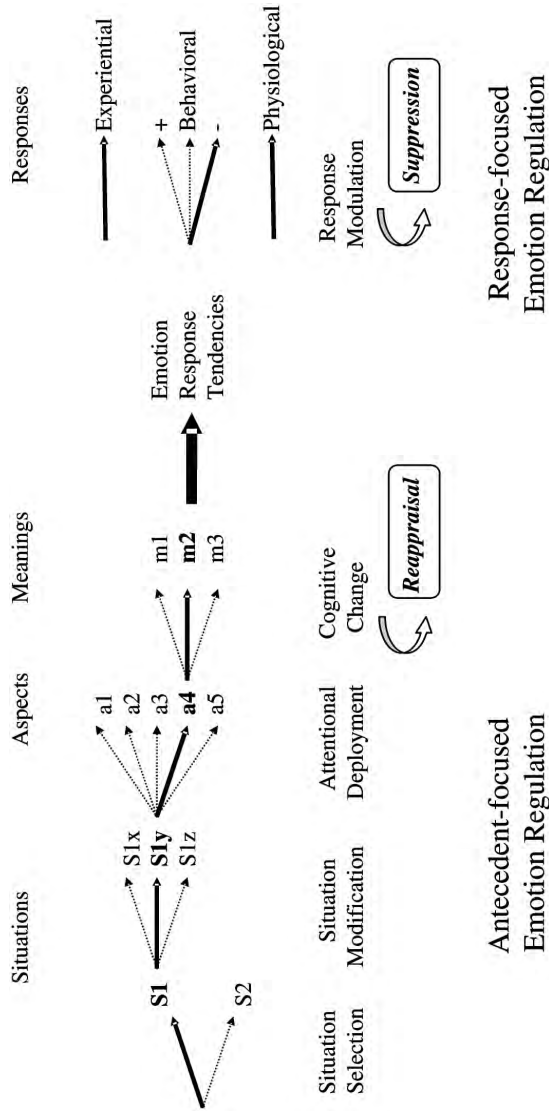 Situations
Aspects
Meanings
Responses
S1
S2
S1x
S1y
S1z
a1
a2
a3
a4
a5
m1
m2
m3
Emotion
Response
Tendencies
Experiential
+
Behavioral
-
Physiological
Situation
Selection
Situation
Modification
Attentional
Deployment
Cognitive
Change
Response
Modulation
Reappraisal
Suppression
Antecedent-focused
Emotion Regulation
Response-focused
Emotion Regulation